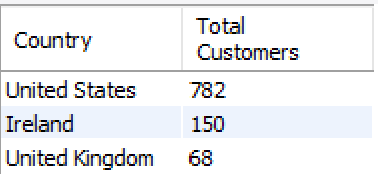 Country Total
Customers
United States 782
Ireland 150
United Kingdom 68